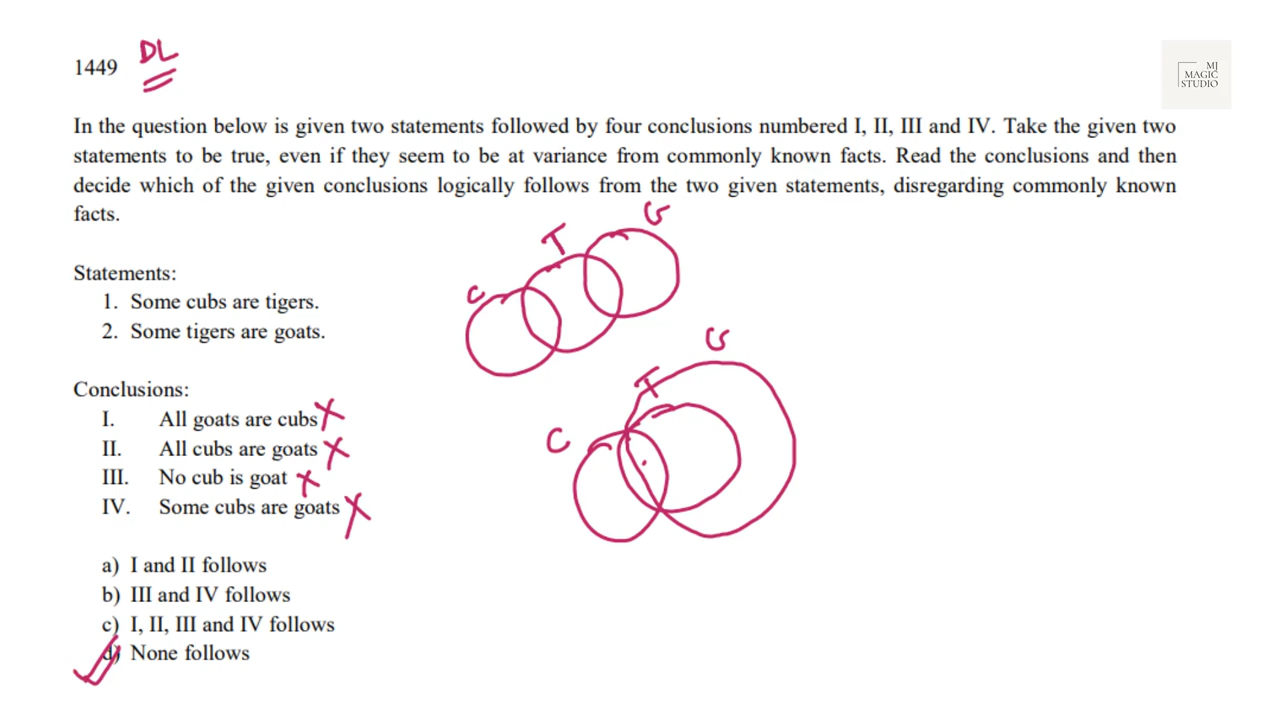 1449 DL
MJ
MAGIC
STUDIO
In the question below is given two statements followed by four conclusions numbered I, II, III and IV. Take the given two
statements to be true, even if they seem to be at variance from commonly known facts. Read the conclusions and then
decide which of the given conclusions logically follows from the two given statements, disregarding commonly known
facts.
C T G
Statements:
1. Some cubs are tigers.
2. Some tigers are goats.
C T G
Conclusions:
I. All goats are cubs
II. All cubs are goats
III. No cub is goat
IV. Some cubs are goats
a) I and II follows
b) III and IV follows
c) I, II, III and IV follows
d) None follows